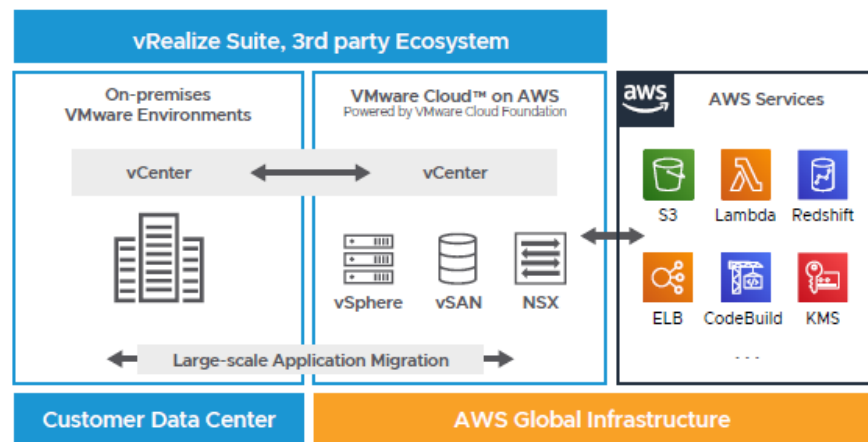 vRealize Suite, 3rd party Ecosystem
On-premises
VMware Environments
VMware Cloud™ on AWS
Powered by VMware Cloud Foundation
aws
AWS Services
vCenter
vCenter
S3
Lambda
Redshift
vSphere
vSAN
NSX
ELB
CodeBuild
KMS
...
Large-scale Application Migration
Customer Data Center
AWS Global Infrastructure